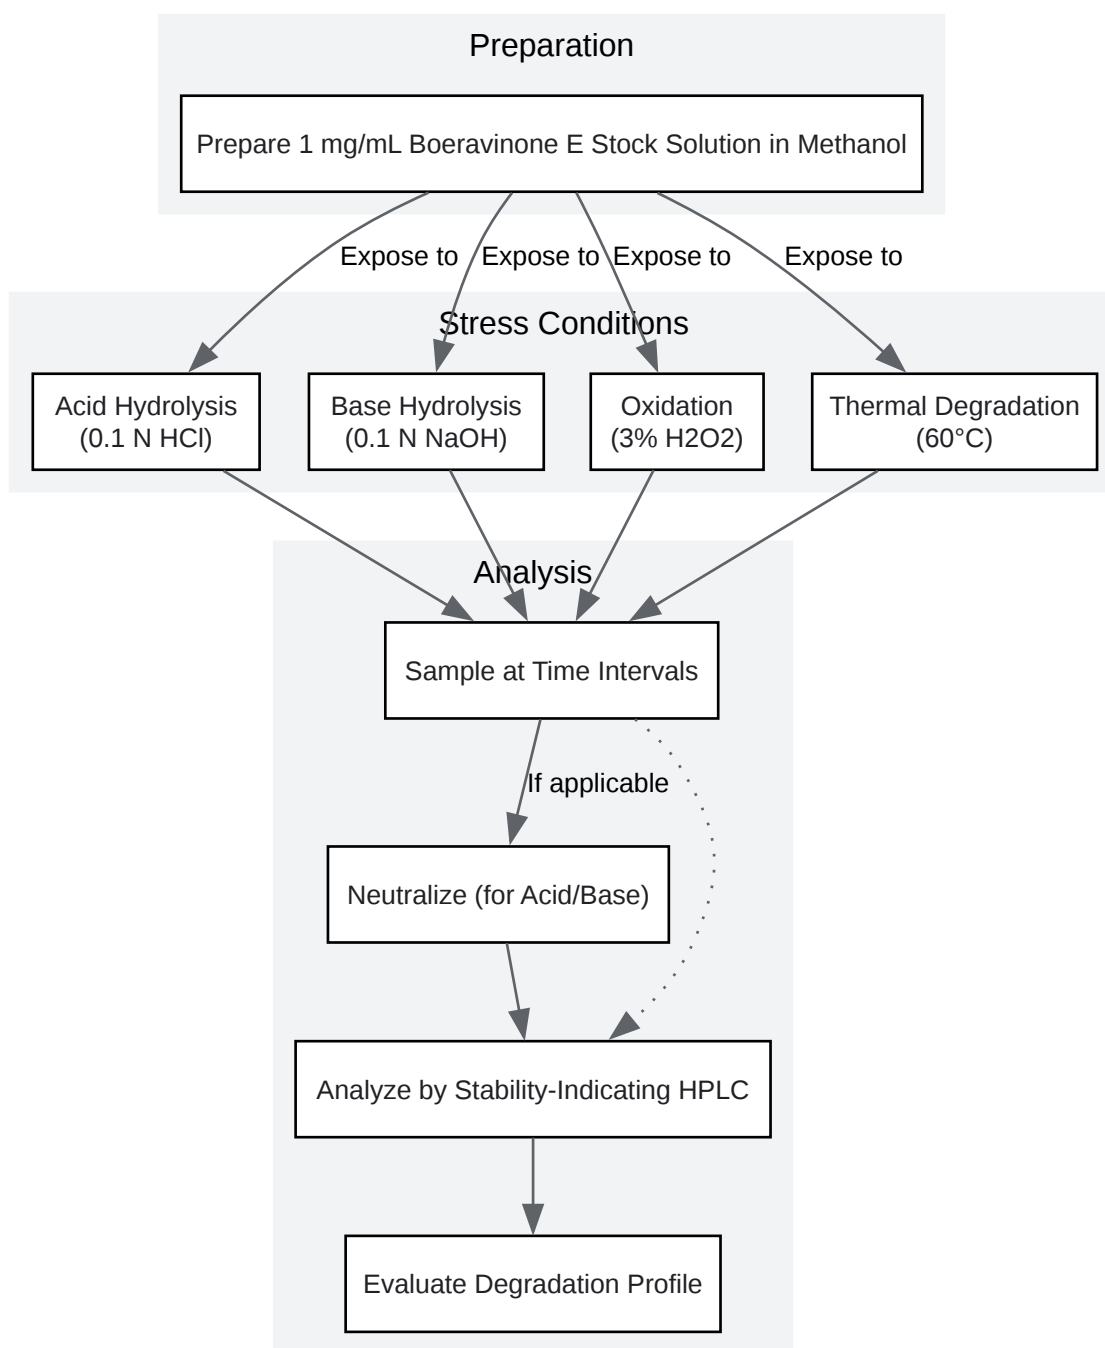 Preparation
Prepare 1 mg/mL Boeravinone E Stock Solution in Methanol
Expose to
Expose to
Expose to
Expose to
Stress Conditions
Acid Hydrolysis
(0.1 N HCl)
Base Hydrolysis
(0.1 N NaOH)
Oxidation
(3% H2O2)
Thermal Degradation
(60°C)
Analysis
Sample at Time Intervals
If applicable
Neutralize (for Acid/Base)
Analyze by Stability-Indicating HPLC
Evaluate Degradation Profile